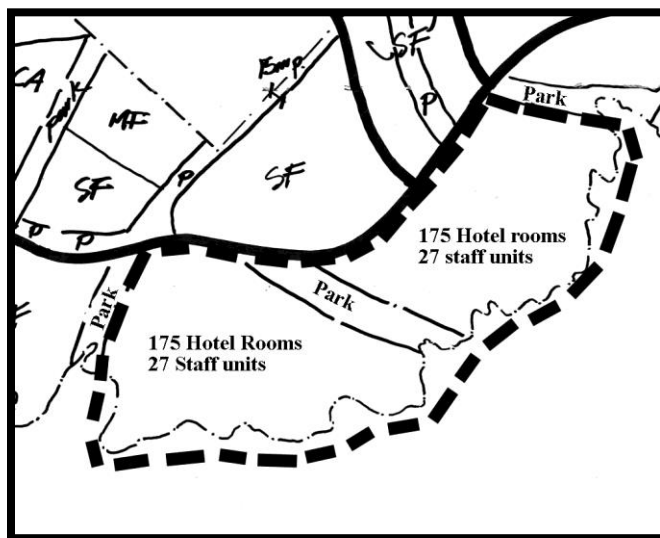 SF
Park
MF
SF
P
SF
P
P
P
175 Hotel rooms
27 staff units
Park
Park
175 Hotel Rooms
27 Staff units